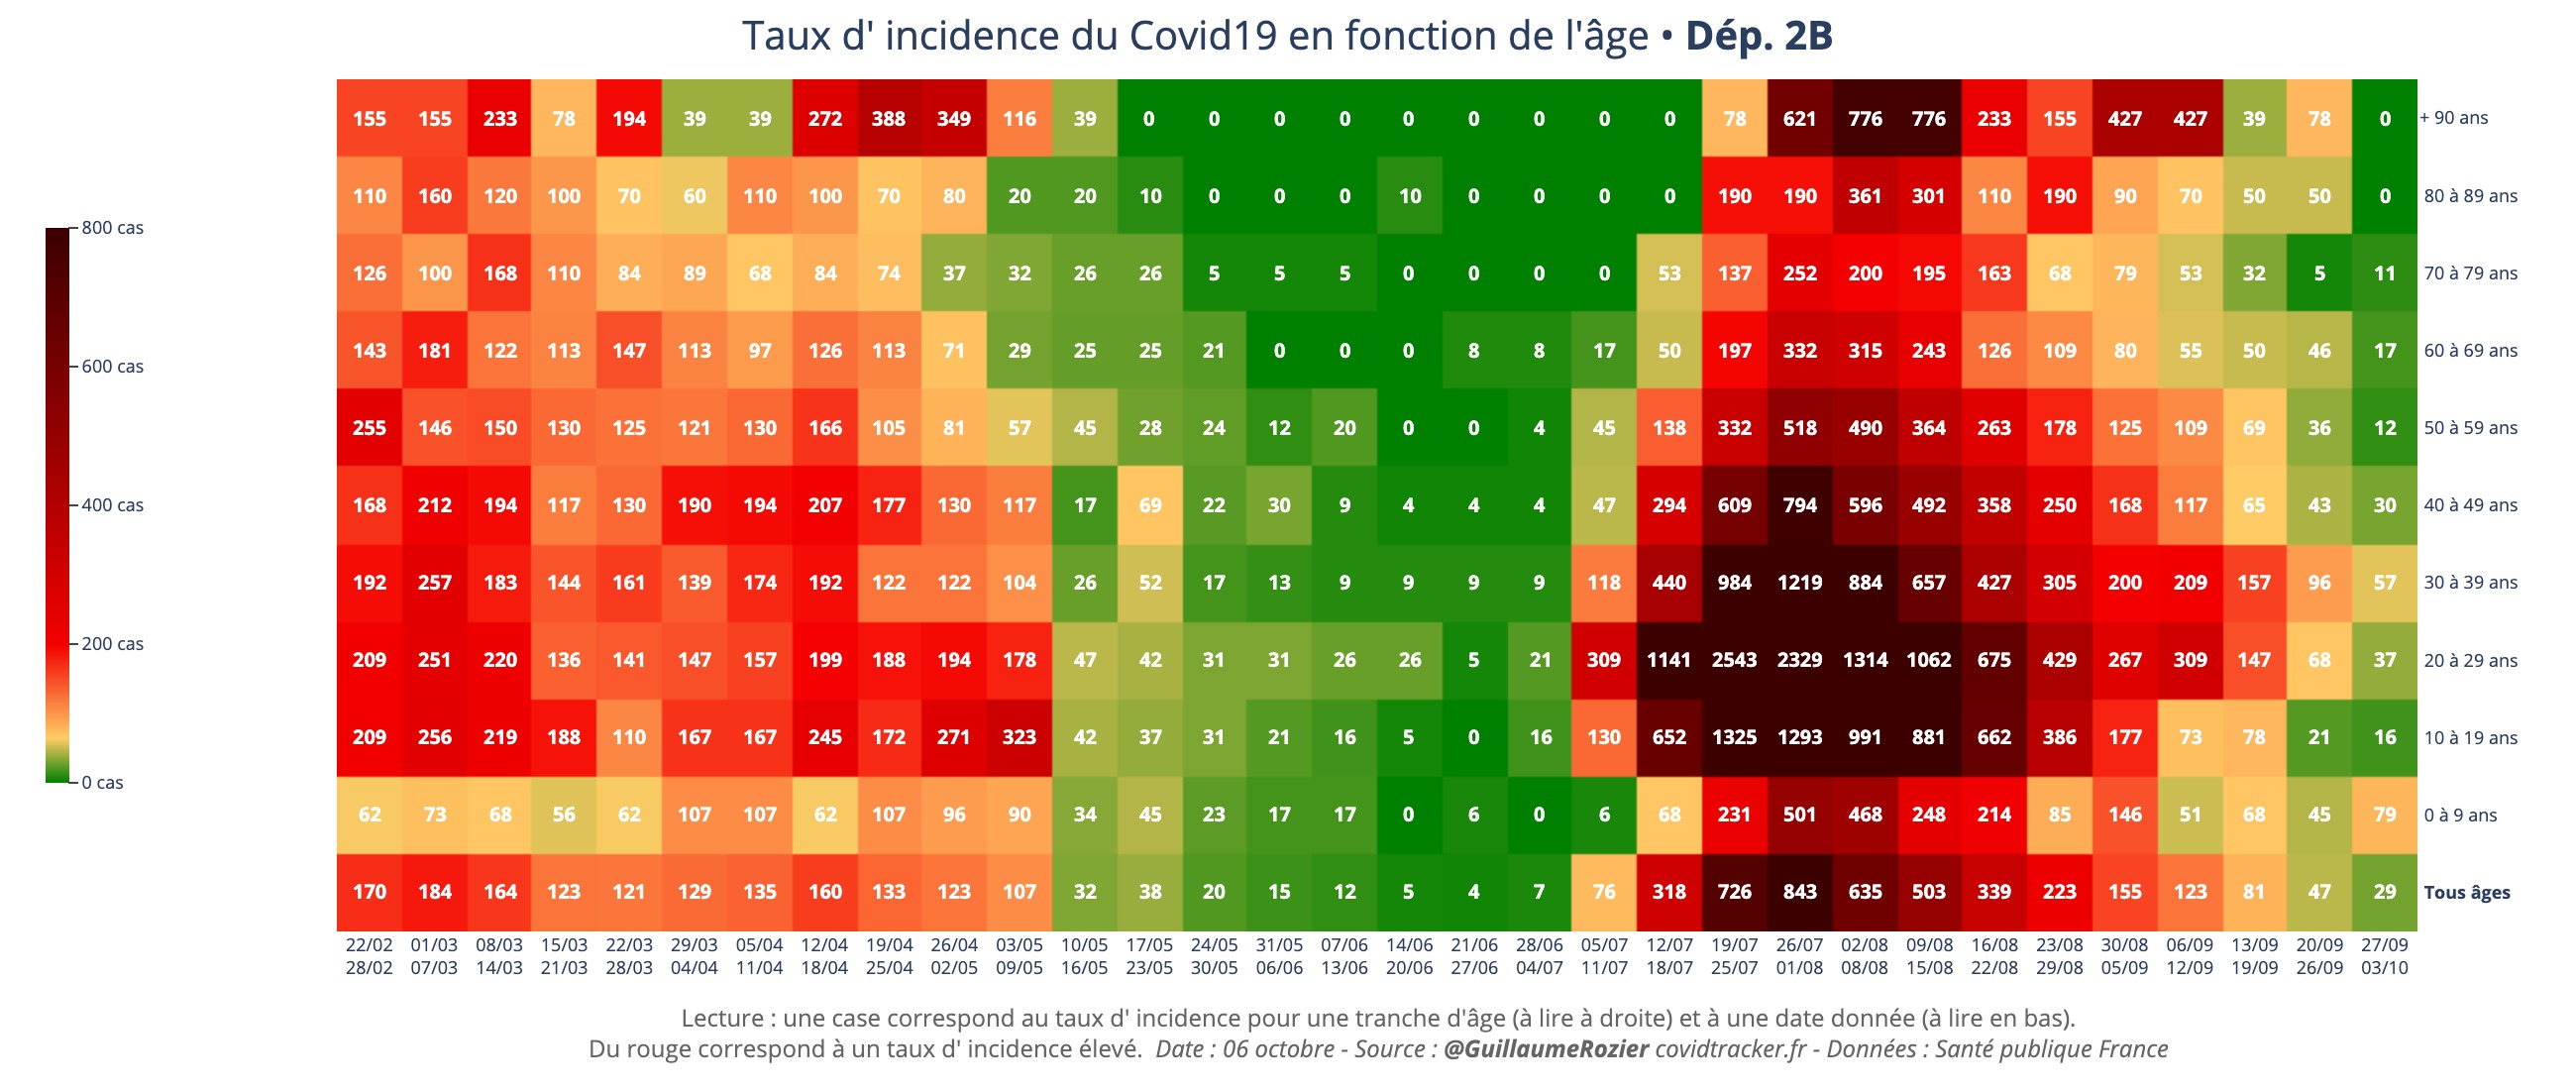 Taux d' incidence du Covid19 en fonction de l'âge • Dép. 2B
800 cas
600 cas
400 cas
200 cas
0 cas
155 155 233 78 194 39 39 272 388 349 116 39 0 0 0 0 0 0 0 0 0 78 621 776 776 233 155 427 427 39 78 0 + 90 ans
110 160 120 100 70 60 110 100 70 80 20 20 10 0 0 0 10 0 0 0 0 190 190 361 301 110 190 90 70 50 50 0 80 à 89 ans
126 100 168 110 84 89 68 84 74 37 32 26 26 5 5 5 0 0 0 0 53 137 252 200 195 163 68 79 53 32 5 11 70 à 79 ans
143 181 122 113 147 113 97 126 113 71 29 25 25 21 0 0 0 8 8 17 50 197 332 315 243 126 109 80 55 50 46 17 60 à 69 ans
255 146 150 130 125 121 130 166 105 81 57 45 28 24 12 20 0 0 4 45 138 332 518 490 364 263 178 125 109 69 36 12 50 à 59 ans
168 212 194 117 130 190 194 207 177 130 117 17 69 22 30 9 4 4 4 47 294 609 794 596 492 358 250 168 117 65 43 30 40 à 49 ans
192 257 183 144 161 139 174 192 122 122 104 26 52 17 13 9 9 9 9 118 440 984 1219 884 657 427 305 200 209 157 96 57 30 à 39 ans
209 251 220 136 141 147 157 199 188 194 178 47 42 31 31 26 26 5 21 309 1141 2543 2329 1314 1062 675 429 267 309 147 68 37 20 à 29 ans
209 256 219 188 110 167 167 245 172 271 323 42 37 31 21 16 5 0 16 130 652 1325 1293 991 881 662 386 177 73 78 21 16 10 à 19 ans
62 73 68 56 62 107 107 62 107 96 90 34 45 23 17 17 0 6 0 6 68 231 501 468 248 214 85 146 51 68 45 79 0 à 9 ans
170 184 164 123 121 129 135 160 133 123 107 32 38 20 15 12 5 4 7 76 318 726 843 635 503 339 223 155 123 81 47 29 Tous âges
22/02 01/03 08/03 15/03 22/03 29/03 05/04 12/04 19/04 26/04 03/05 10/05 17/05 24/05 31/05 07/06 14/06 21/06 28/06 05/07 12/07 19/07 26/07 02/08 09/08 16/08 23/08 30/08 06/09 13/09 20/09 27/09
28/02 07/03 14/03 21/03 28/03 04/04 11/04 18/04 25/04 02/05 09/05 16/05 23/05 30/05 06/06 13/06 20/06 27/06 04/07 11/07 18/07 25/07 01/08 08/08 15/08 22/08 29/08 05/09 12/09 19/09 26/09 03/10
Lecture : une case correspond au taux d' incidence pour une tranche d'âge (à lire à droite) et à une date donnée (à lire en bas).
Du rouge correspond à un taux d' incidence élevé. Date : 06 octobre - Source : @GuillaumeRozier covidtracker.fr - Données : Santé publique France